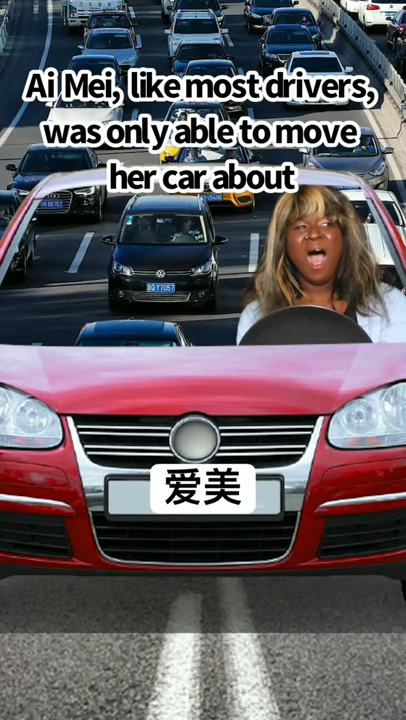 Ai Mei, like most drivers,
was only able to move
her car about
爱美